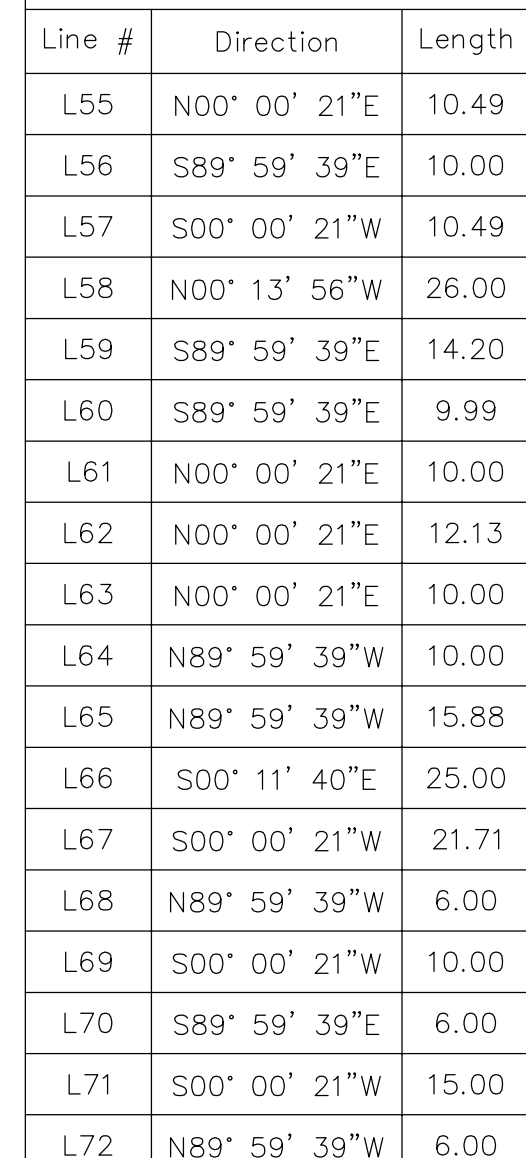 Line # Direction Length
L55 N00° 00’ 21”E 10.49
L56 S89° 59’ 39”E 10.00
L57 S00° 00’ 21”W 10.49
L58 N00° 13’ 56”W 26.00
L59 S89° 59’ 39”E 14.20
L60 S89° 59’ 39”E 9.99
L61 N00° 00’ 21”E 10.00
L62 N00° 00’ 21”E 12.13
L63 N00° 00’ 21”E 10.00
L64 N89° 59’ 39”W 10.00
L65 N89° 59’ 39”W 15.88
L66 S00° 11’ 40”E 25.00
L67 S00° 00’ 21”W 21.71
L68 N89° 59’ 39”W 6.00
L69 S00° 00’ 21”W 10.00
L70 S89° 59’ 39”E 6.00
L71 S00° 00’ 21”W 15.00
L72 N89° 59’ 39”W 6.00